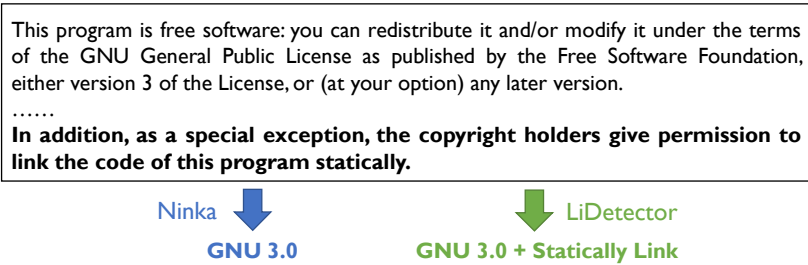 This program is free software: you can redistribute it and/or modify it under the terms
of the GNU General Public License as published by the Free Software Foundation,
either version 3 of the License, or (at your option) any later version.
……
In addition, as a special exception, the copyright holders give permission to
link the code of this program statically.
Ninka LiDetector
GNU 3.0 GNU 3.0 + Statically Link